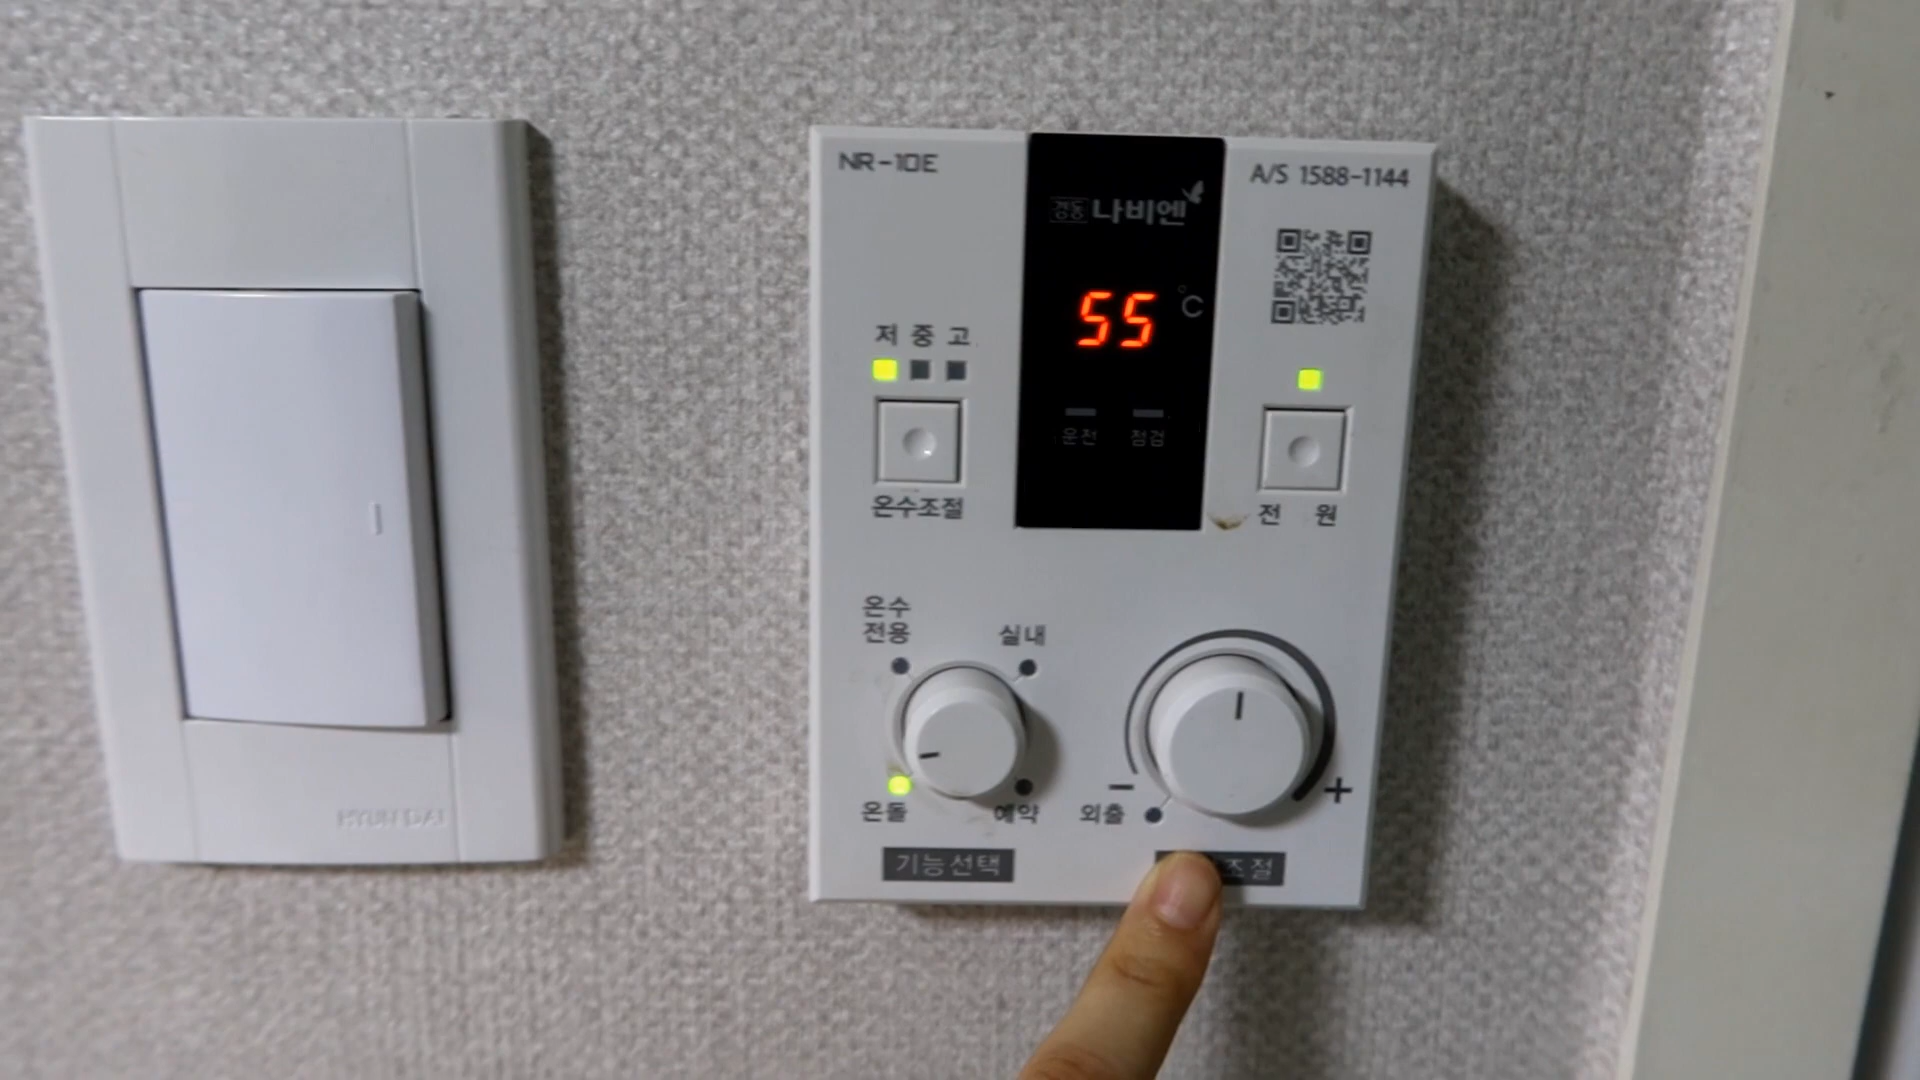 NR-10E
A/S 1588-1144
경동 나비엔
55 °C
저 중 고
운전 점검
온수조절
전 원
온수
전용
실내
온돌
예약
외출
− +
기능선택
조절
HYUNDAI